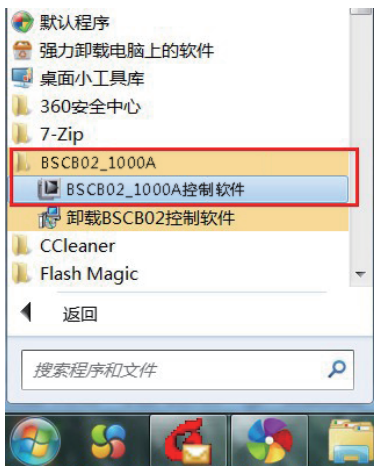 默认程序
强力卸载电脑上的软件
桌面小工具库
360安全中心
7-Zip
BSCB02_1000A
BSCB02_1000A控制软件
卸载BSCB02控制软件
CCleaner
Flash Magic
返回
搜索程序和文件